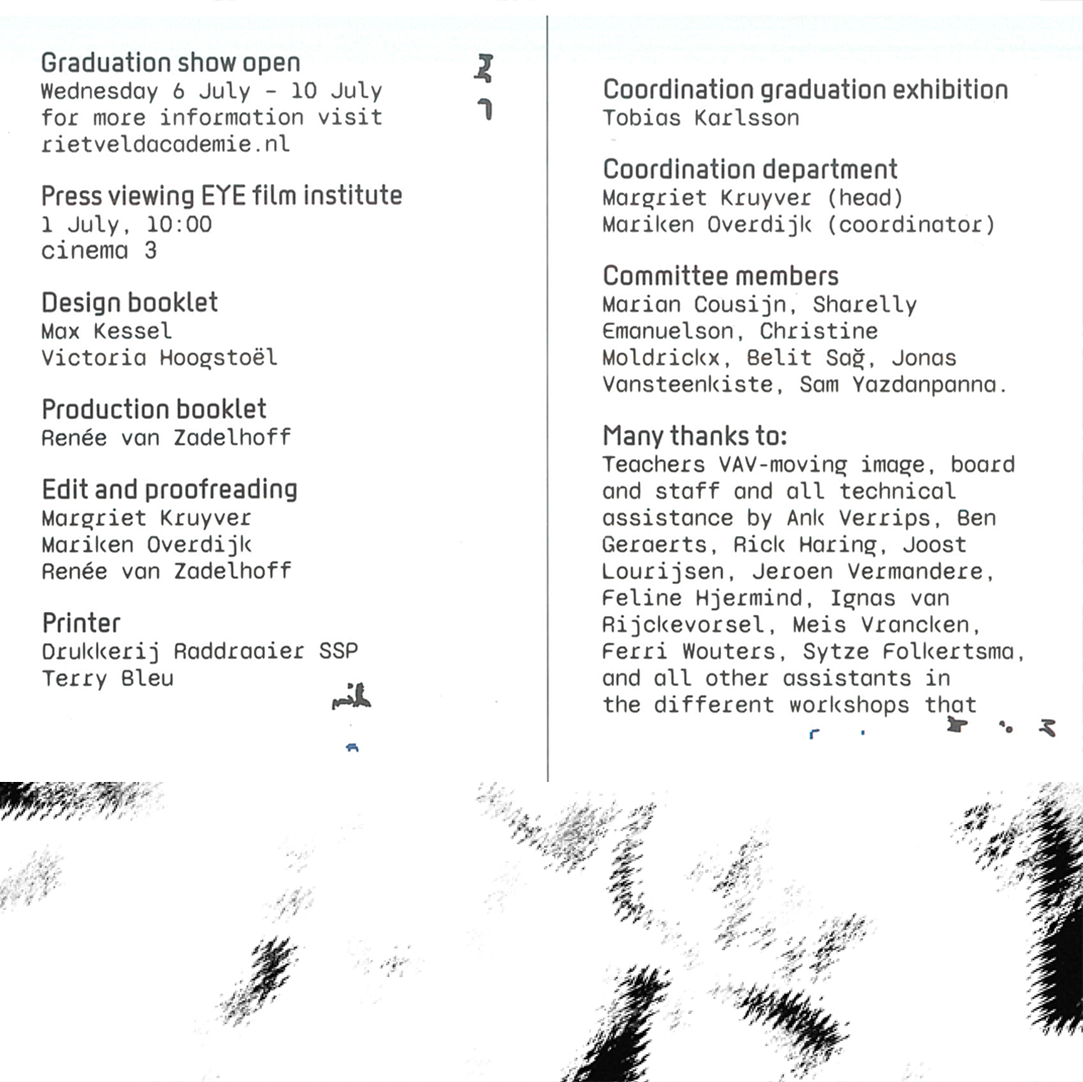 Graduation show open
Wednesday 6 July - 10 July
for more information visit
rietveldacademie.nl
Press viewing EYE film institute
1 July, 10:00
cinema 3
Design booklet
Max Kessel
Victoria Hoogstoël
Production booklet
Renée van Zadelhoff
Edit and proofreading
Margriet Kruyver
Mariken Overdijk
Renée van Zadelhoff
Printer
Drukkerij Raddraaier SSP
Terry Bleu
Coordination graduation exhibition
Tobias Karlsson
Coordination department
Margriet Kruyver (head)
Mariken Overdijk (coordinator)
Committee members
Marian Cousijn, Sharelly
Emanuelson, Christine
Moldrickx, Belit Sağ, Jonas
Vansteenkiste, Sam Yazdanpanna.
Many thanks to:
Teachers VAV-moving image, board
and staff and all technical
assistance by Ank Verrips, Ben
Geraerts, Rick Haring, Joost
Lourijsen, Jeroen Vermandere,
Feline Hjermind, Ignas van
Rijckevorsel, Meis Vrancken,
Ferri Wouters, Sytze Folkertsma,
and all other assistants in
the different workshops that